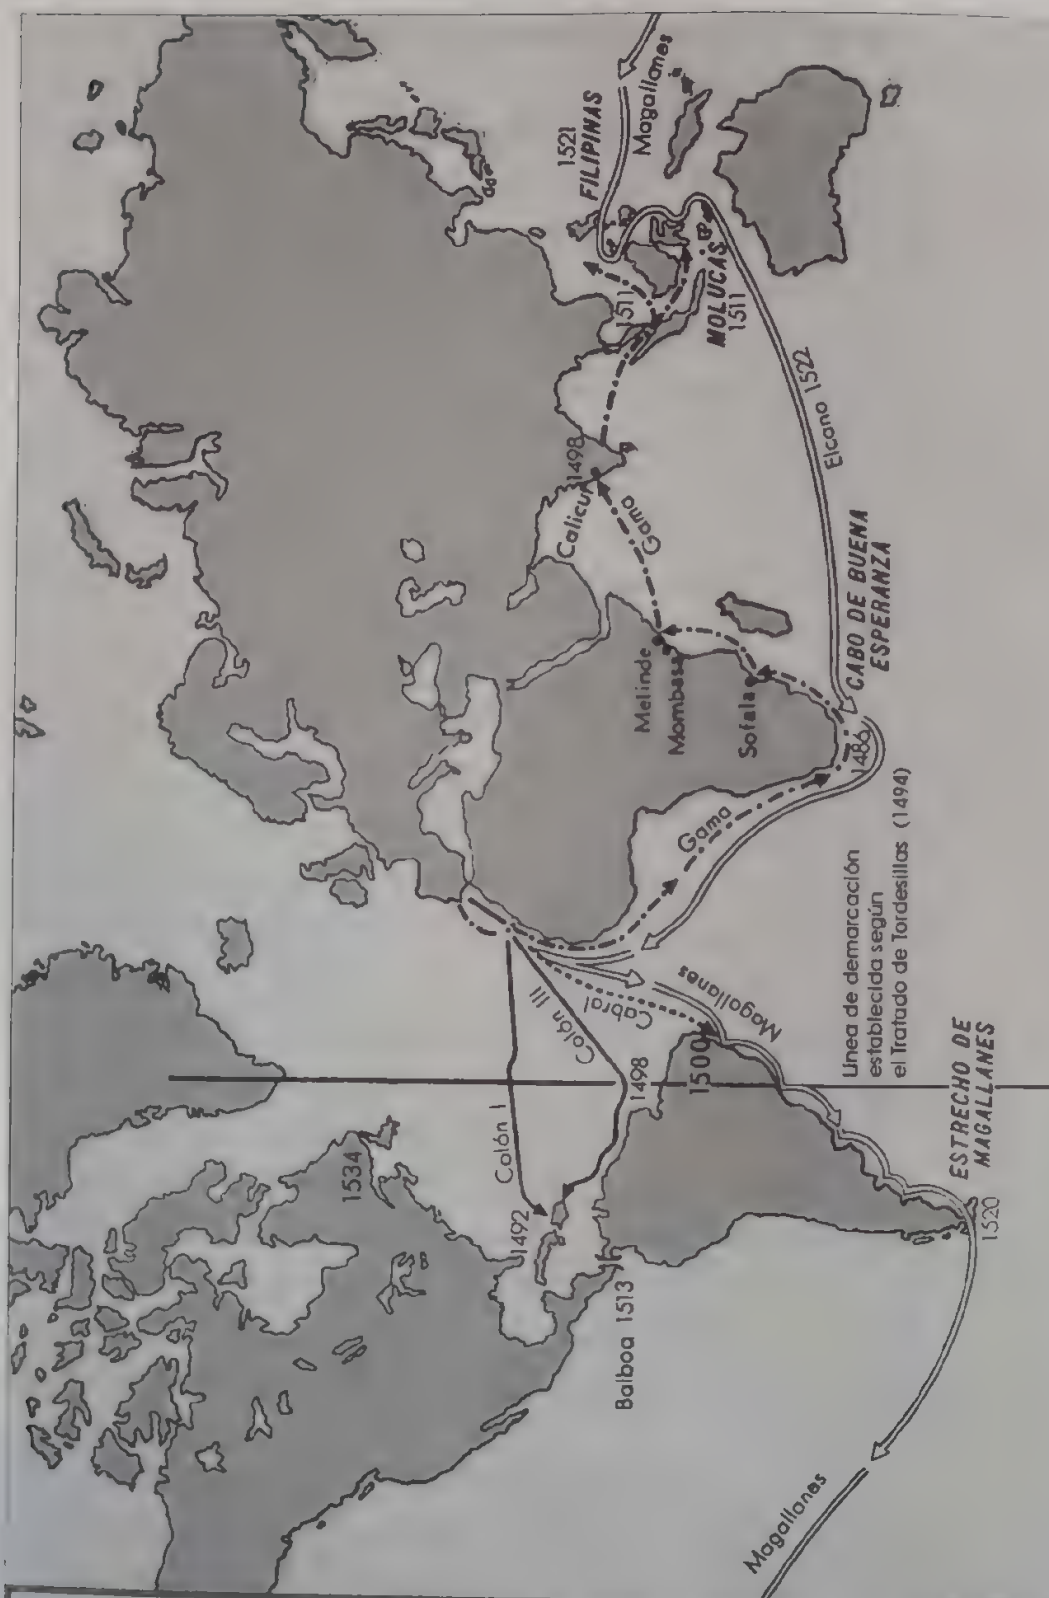 Magallanes
Balboa 1513
1492
1534
Colón I
Colón III
1498
1500
Cabral
Magallanes
ESTRECHO DE
MAGALLANES
1520
Línea de demarcación
establecida según
el Tratado de Tordesillas (1494)
Gama
1486
CABO DE BUENA
ESPERANZA
Sofala
Mombasa
Melinde
Gama
Calicut
1498
Elcano 1522
1511
MOLUCAS
1511
1521
FILIPINAS
Magallanes